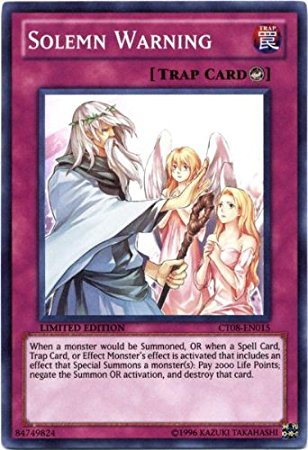 SOLEMN WARNING
TRAP
罠
[TRAP CARD]
LIMITED EDITION
CT08-EN015
When a monster would be Summoned, OR when a Spell Card,
Trap Card, or Effect Monster's effect is activated that includes an
effect that Special Summons a monster(s): Pay 2000 Life Points;
negate the Summon OR activation, and destroy that card.
84749824
©1996 KAZUKI TAKAHASHI